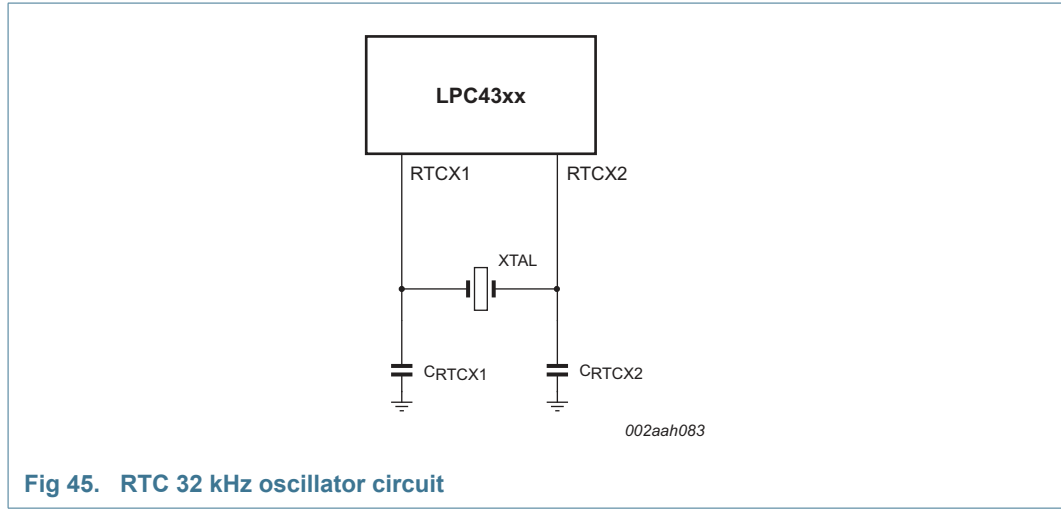 LPC43xx
RTCX1 RTCX2
XTAL
CRTCX1 CRTCX2
002aah083
Fig 45. RTC 32 kHz oscillator circuit